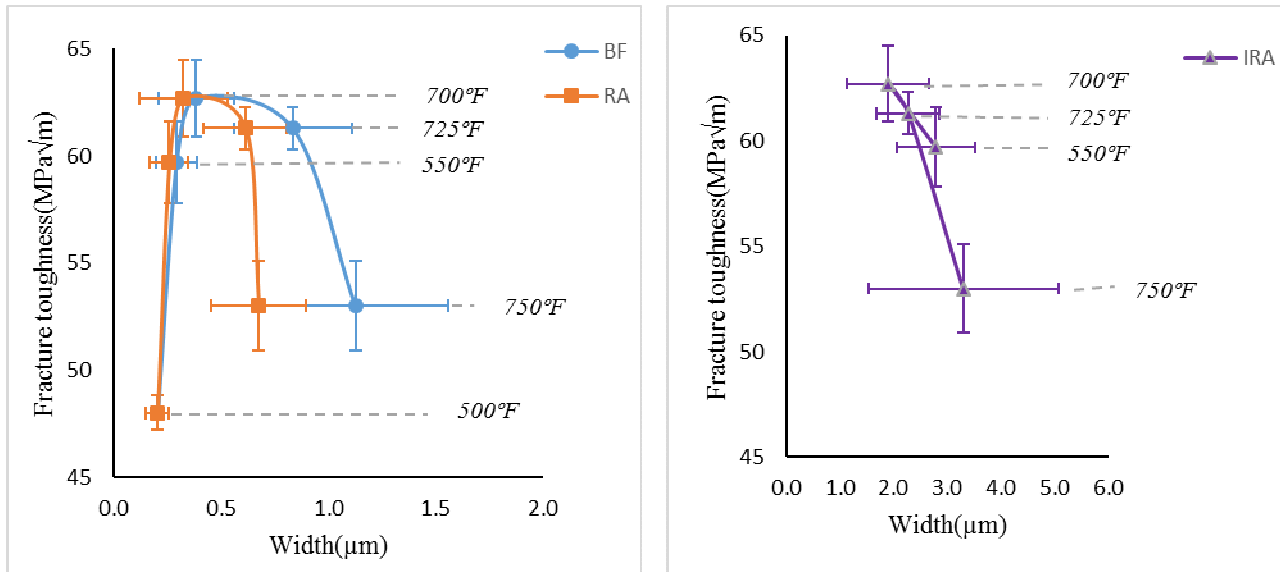 65
60
55
50
45
0.0
0.5
1.0
1.5
2.0
Fracture toughness(MPa√m)
Width(µm)
BF
RA
700°F
725°F
550°F
750°F
500°F
65
60
55
50
45
0.0
1.0
2.0
3.0
4.0
5.0
6.0
Fracture toughness(MPa√m)
Width(µm)
IRA
700°F
725°F
550°F
750°F